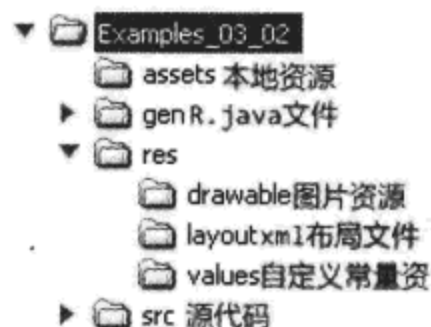 Examples_03_02
assets 本地资源
gen R.java文件
res
drawable图片资源
layoutxml布局文件
values自定义常量资
src 源代码